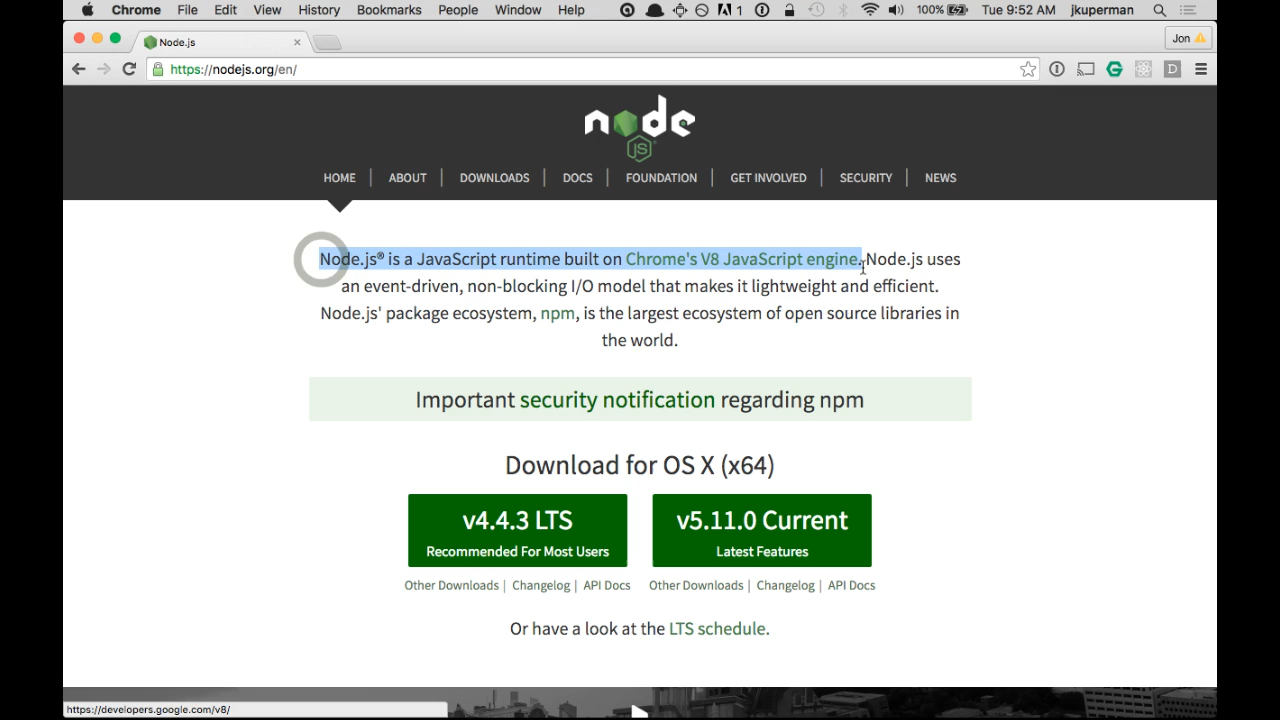 Chrome File Edit View History Bookmarks People Window Help 1 100% Tue 9:52 AM jkuperman
Node.js Jon
https://nodejs.org/en/ D
node
JS
HOME ABOUT DOWNLOADS DOCS FOUNDATION GET INVOLVED SECURITY NEWS
Node.js® is a JavaScript runtime built on Chrome's V8 JavaScript engine. Node.js uses
an event-driven, non-blocking I/O model that makes it lightweight and efficient.
Node.js' package ecosystem, npm, is the largest ecosystem of open source libraries in
the world.
Important security notification regarding npm
Download for OS X (x64)
v4.4.3 LTS v5.11.0 Current
Recommended For Most Users Latest Features
Other Downloads | Changelog | API Docs Other Downloads | Changelog | API Docs
Or have a look at the LTS schedule.
https://developers.google.com/v8/